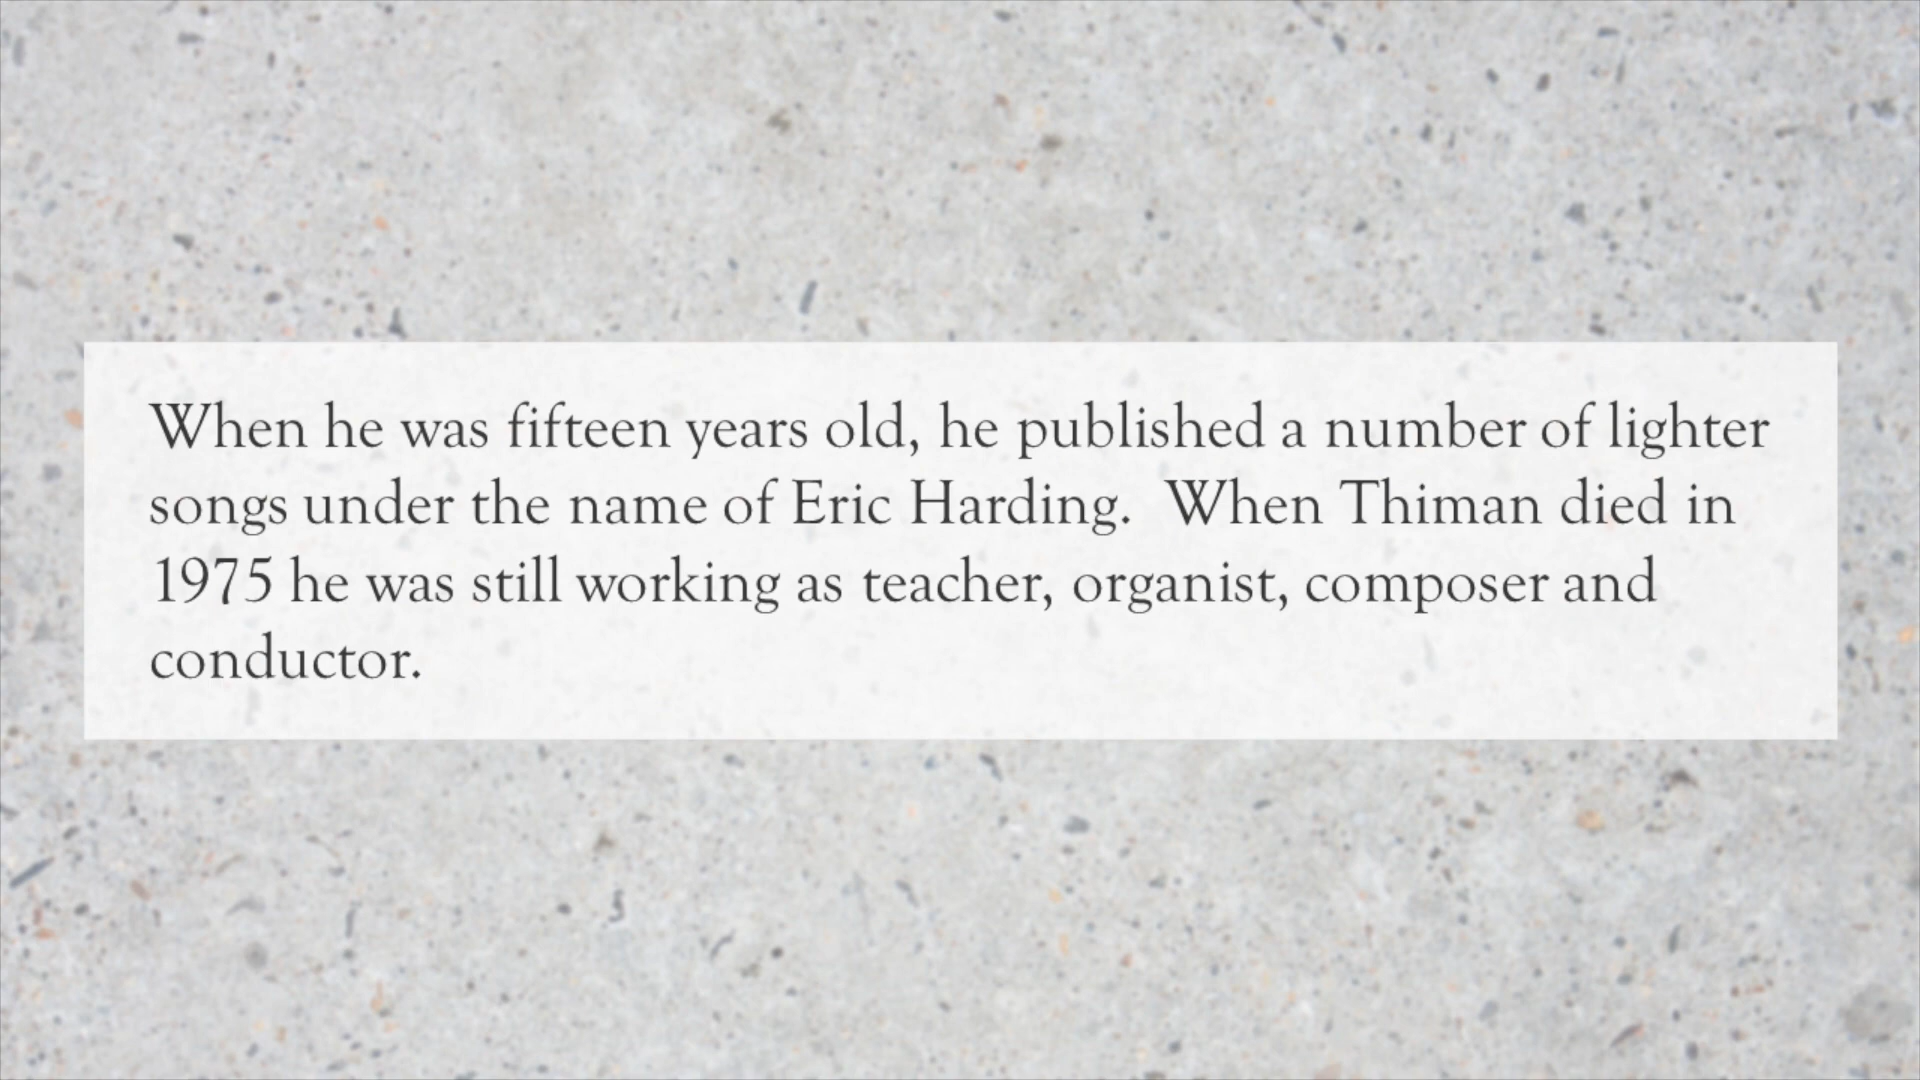 When he was fifteen years old, he published a number of lighter
songs under the name of Eric Harding.  When Thiman died in
1975 he was still working as teacher, organist, composer and
conductor.